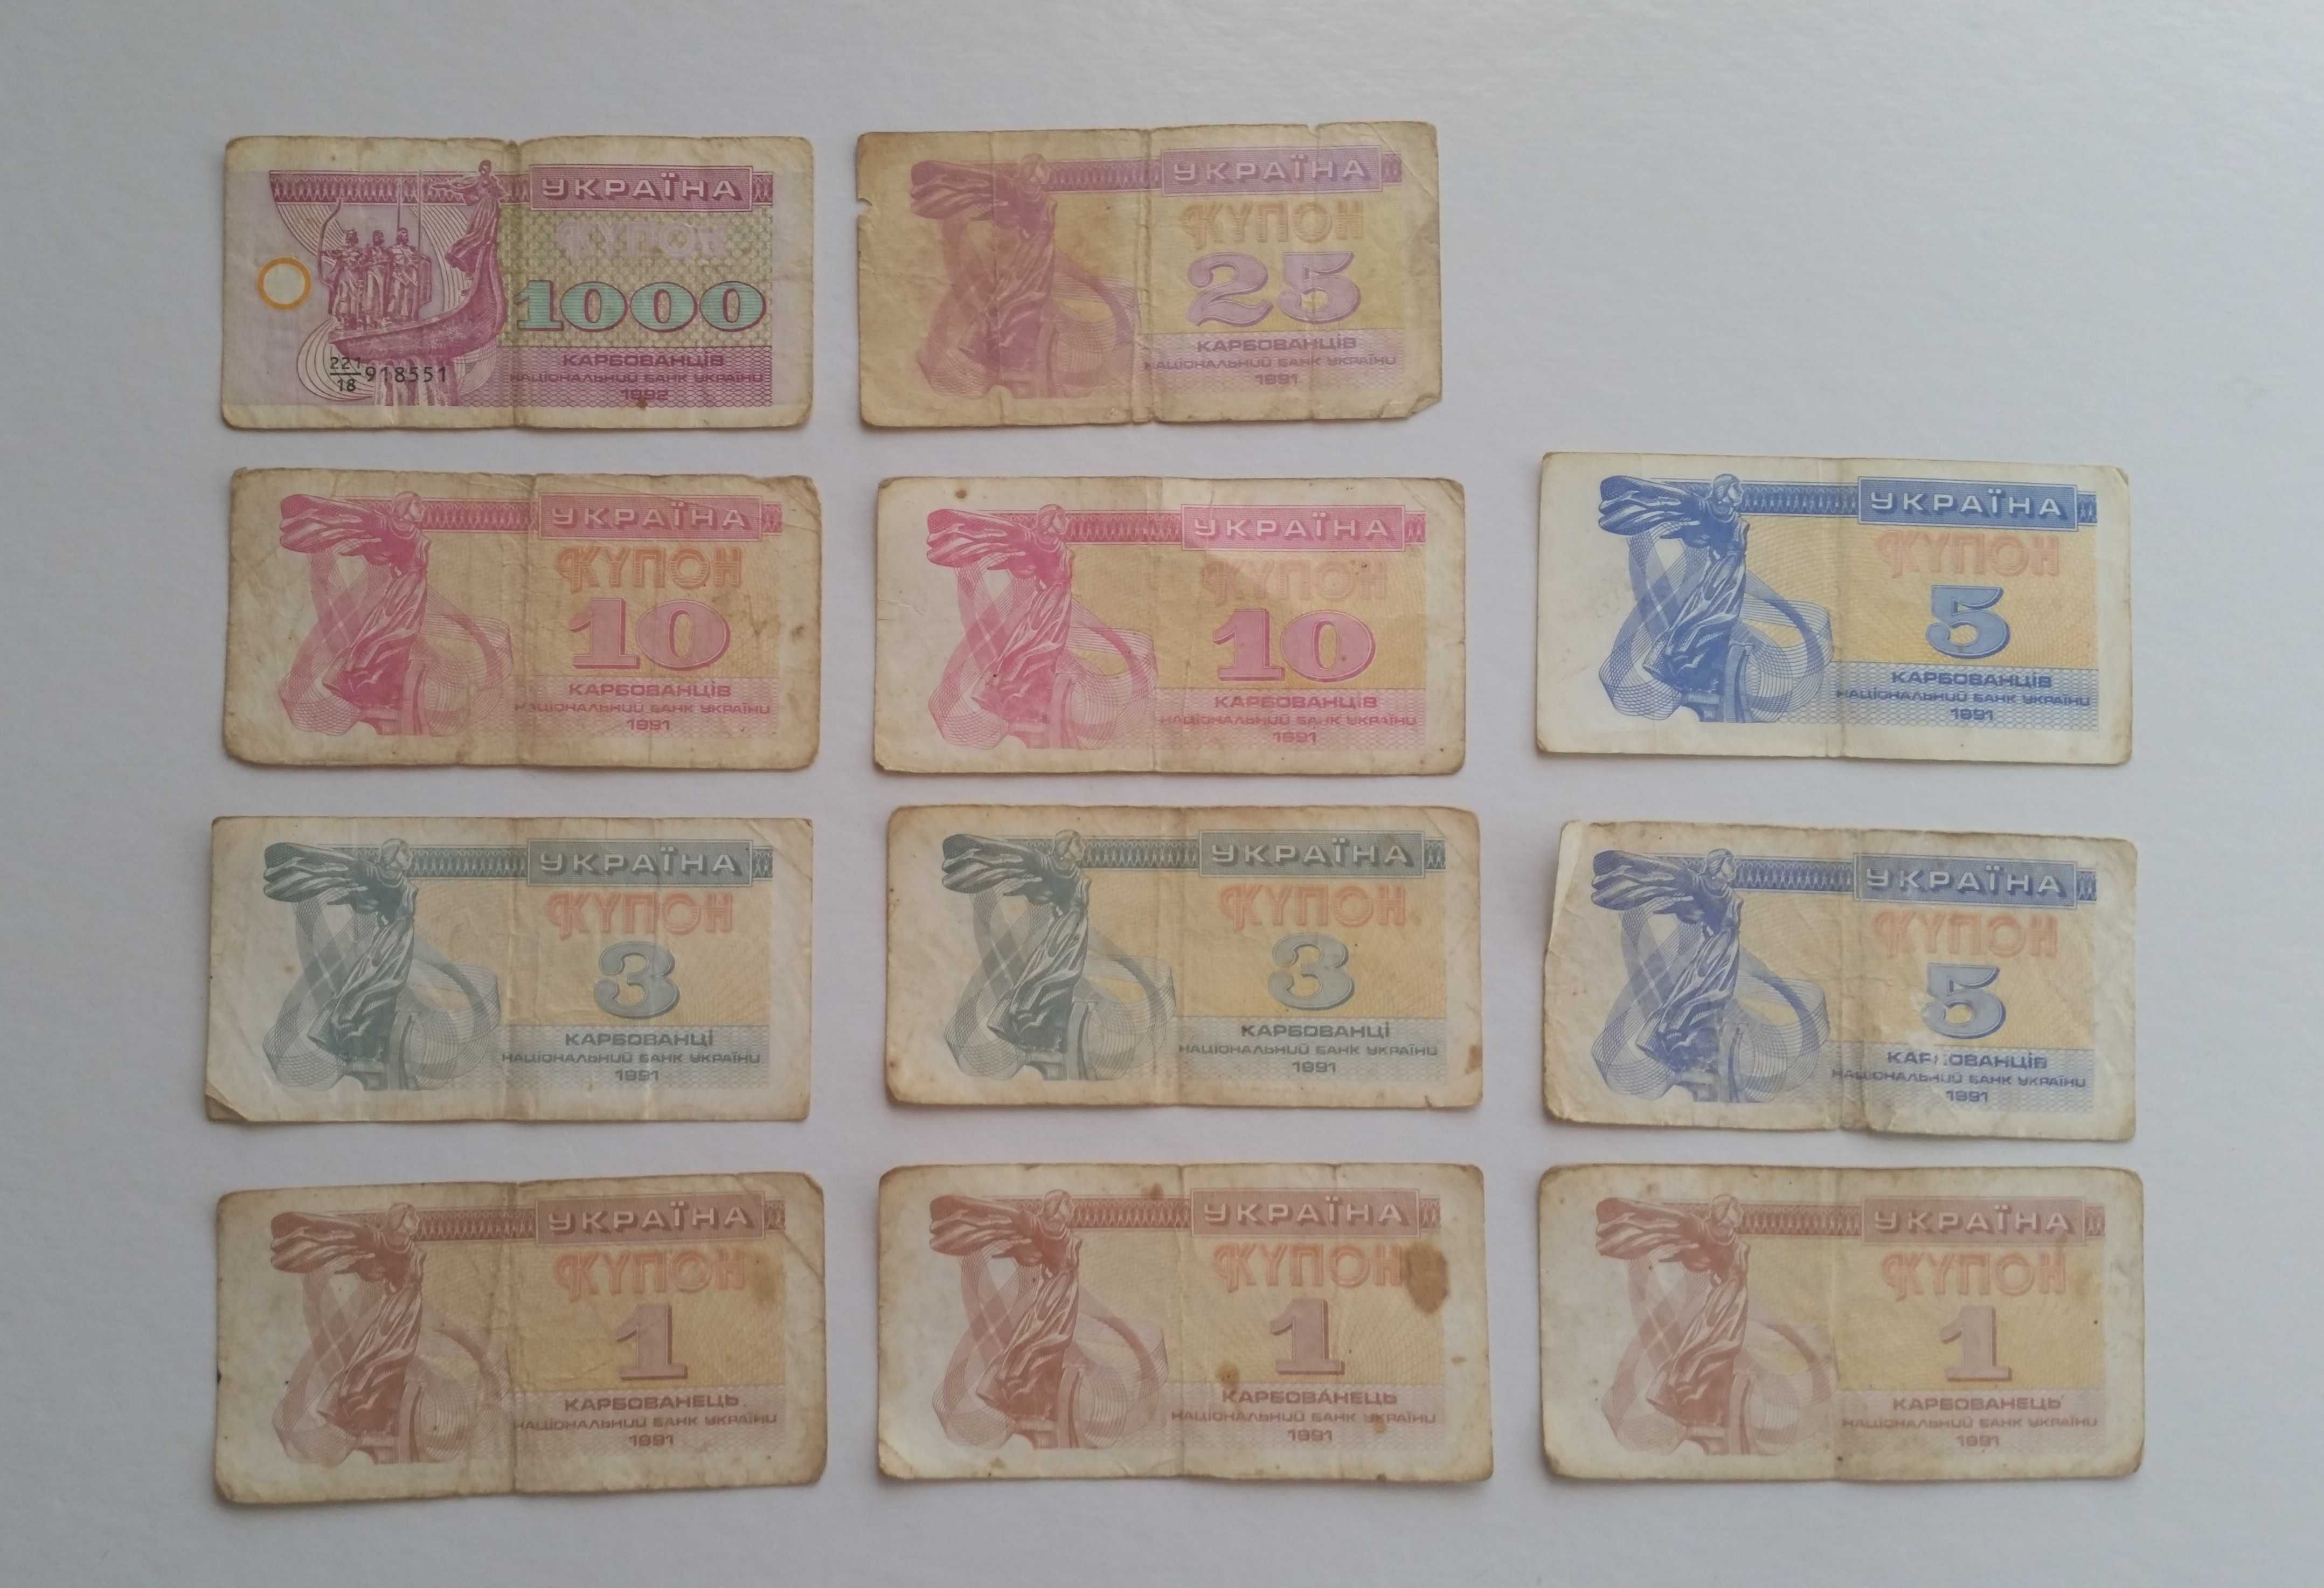 УКРАЇНА
КУПОН
1000
КАРБОВАНЦІВ
НАЦІОНАЛЬНИЙ БАНК УКРАЇНИ
1992
221
18
918551
УКРАЇНА
КУПОН
25
КАРБОВАНЦІВ
НАЦІОНАЛЬНИЙ БАНК УКРАЇНИ
1991
УКРАЇНА
КУПОН
10
КАРБОВАНЦІВ
НАЦІОНАЛЬНИЙ БАНК УКРАЇНИ
1991
УКРАЇНА
КУПОН
10
КАРБОВАНЦІВ
НАЦІОНАЛЬНИЙ БАНК УКРАЇНИ
1991
УКРАЇНА
КУПОН
5
КАРБОВАНЦІВ
НАЦІОНАЛЬНИЙ БАНК УКРАЇНИ
1991
УКРАЇНА
КУПОН
3
КАРБОВАНЦІ
НАЦІОНАЛЬНИЙ БАНК УКРАЇНИ
1991
УКРАЇНА
КУПОН
3
КАРБОВАНЦІ
НАЦІОНАЛЬНИЙ БАНК УКРАЇНИ
1991
УКРАЇНА
КУПОН
5
КАРБОВАНЦІВ
НАЦІОНАЛЬНИЙ БАНК УКРАЇНИ
1991
УКРАЇНА
КУПОН
1
КАРБОВАНЕЦЬ
НАЦІОНАЛЬНИЙ БАНК УКРАЇНИ
1991
УКРАЇНА
КУПОН
1
КАРБОВАНЕЦЬ
НАЦІОНАЛЬНИЙ БАНК УКРАЇНИ
1991
УКРАЇНА
КУПОН
1
КАРБОВАНЕЦЬ
НАЦІОНАЛЬНИЙ БАНК УКРАЇНИ
1991